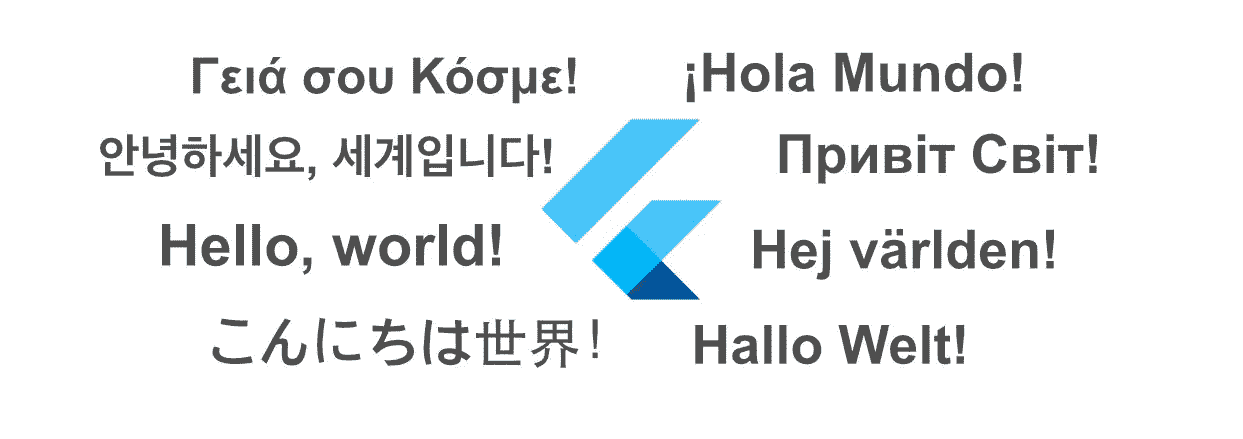 Γειά σου Κόσμε!
¡Hola Mundo!
안녕하세요, 세계입니다!
Привіт Світ!
Hello, world!
Hej världen!
こんにちは世界!
Hallo Welt!